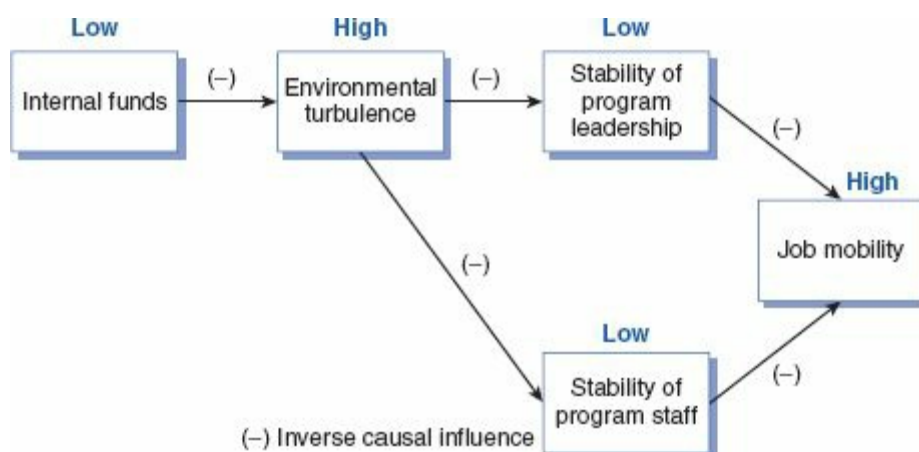 Low
High
Low
Internal funds
(–)
Environmental
turbulence
(–)
Stability of
program
leadership
(–)
High
Job mobility
(–)
Low
Stability of
program staff
(–)
(–) Inverse causal influence